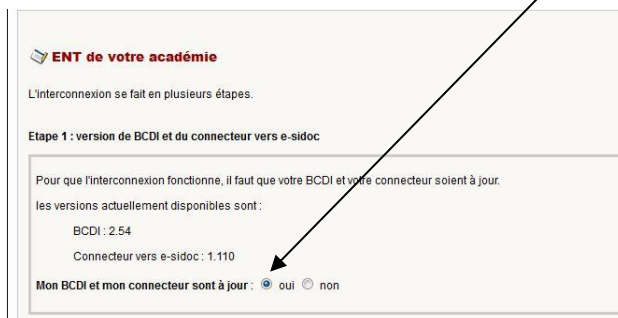 ENT de votre académie
L'interconnexion se fait en plusieurs étapes.
Etape 1 : version de BCDI et du connecteur vers e-sidoc
Pour que l'interconnexion fonctionne, il faut que votre BCDI et votre connecteur soient à jour.
les versions actuellement disponibles sont :
BCDI : 2.54
Connecteur vers e-sidoc : 1.110
Mon BCDI et mon connecteur sont à jour : oui non